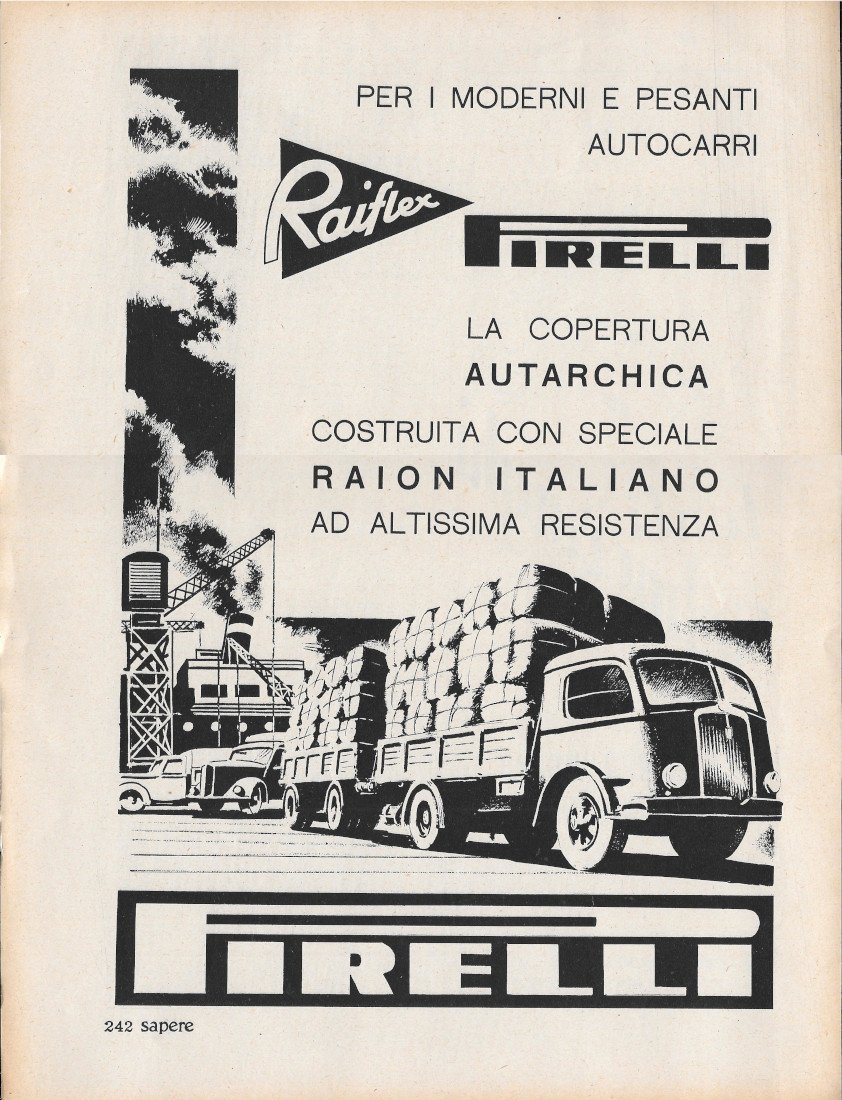 PER I MODERNI E PESANTI
AUTOCARRI
Raiflex
PIRELLI
LA COPERTURA
AUTARCHICA
COSTRUITA CON SPECIALE
RAION ITALIANO
AD ALTISSIMA RESISTENZA
PIRELLI
242 sapere